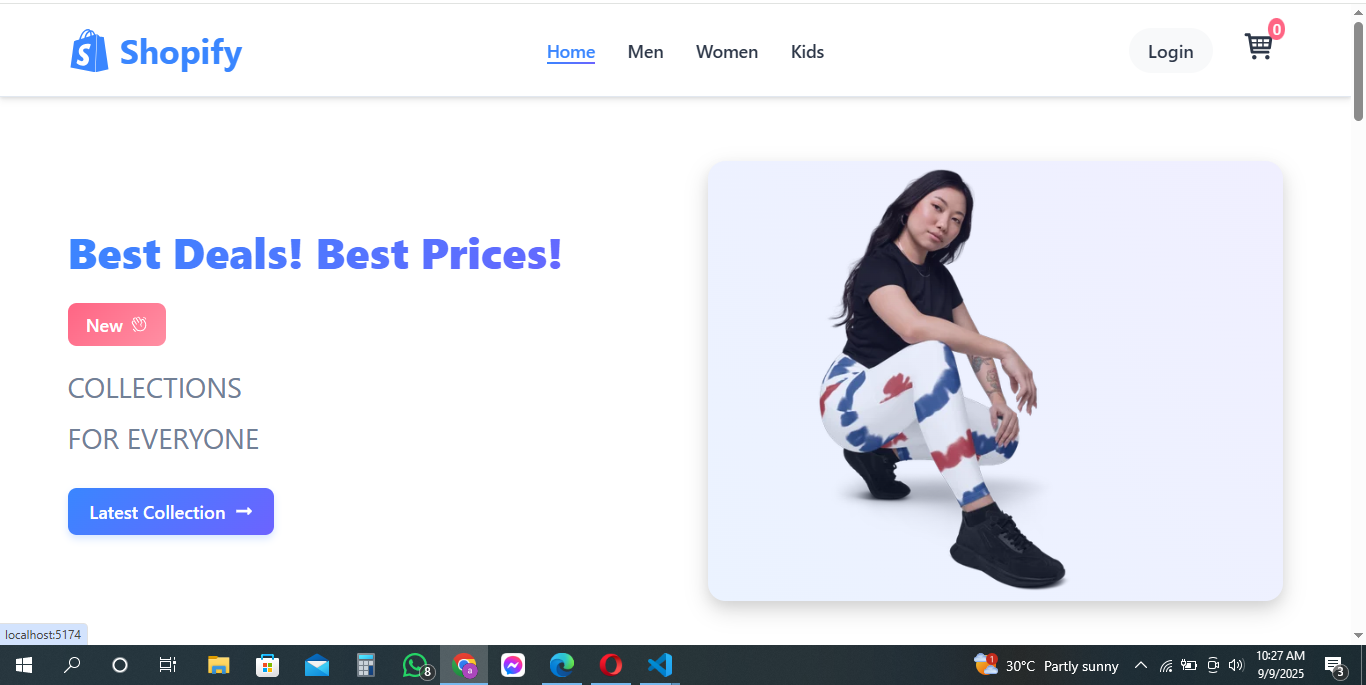 Shopify
Home Men Women Kids
Login
0
Best Deals! Best Prices!
New
COLLECTIONS
FOR EVERYONE
Latest Collection
localhost:5174
8
a
1
30°C Partly sunny
10:27 AM
9/9/2025
3